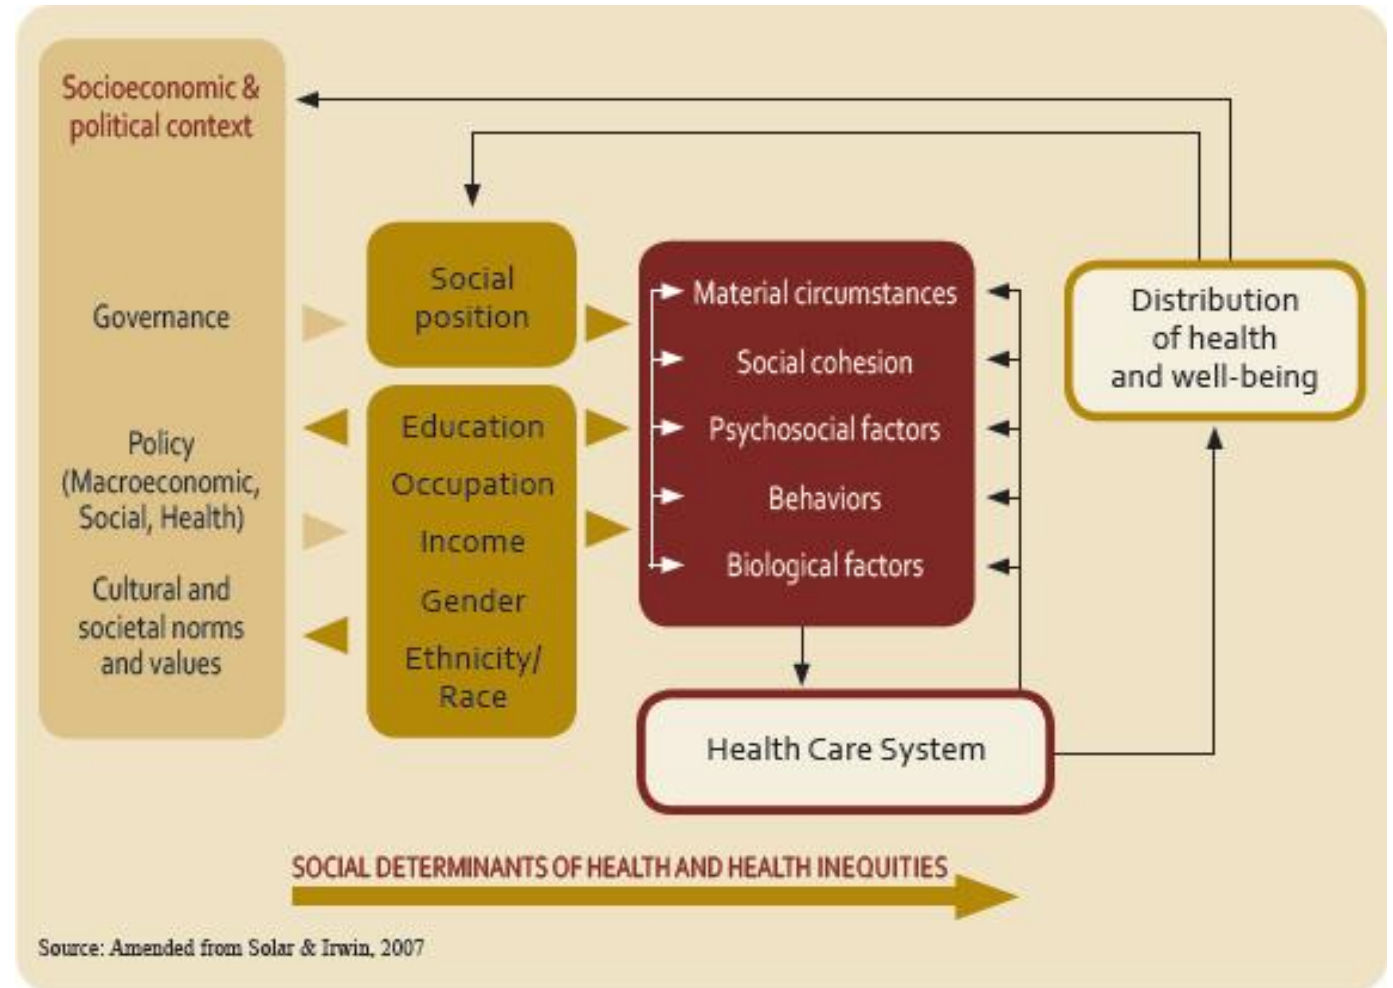 Socioeconomic &
political context
Governance
Policy
(Macroeconomic,
Social, Health)
Cultural and
societal norms
and values
Social
position
Education
Occupation
Income
Gender
Ethnicity/
Race
Material circumstances
Social cohesion
Psychosocial factors
Behaviors
Biological factors
Distribution
of health
and well-being
Health Care System
SOCIAL DETERMINANTS OF HEALTH AND HEALTH INEQUITIES
Source: Amended from Solar & Irwin, 2007